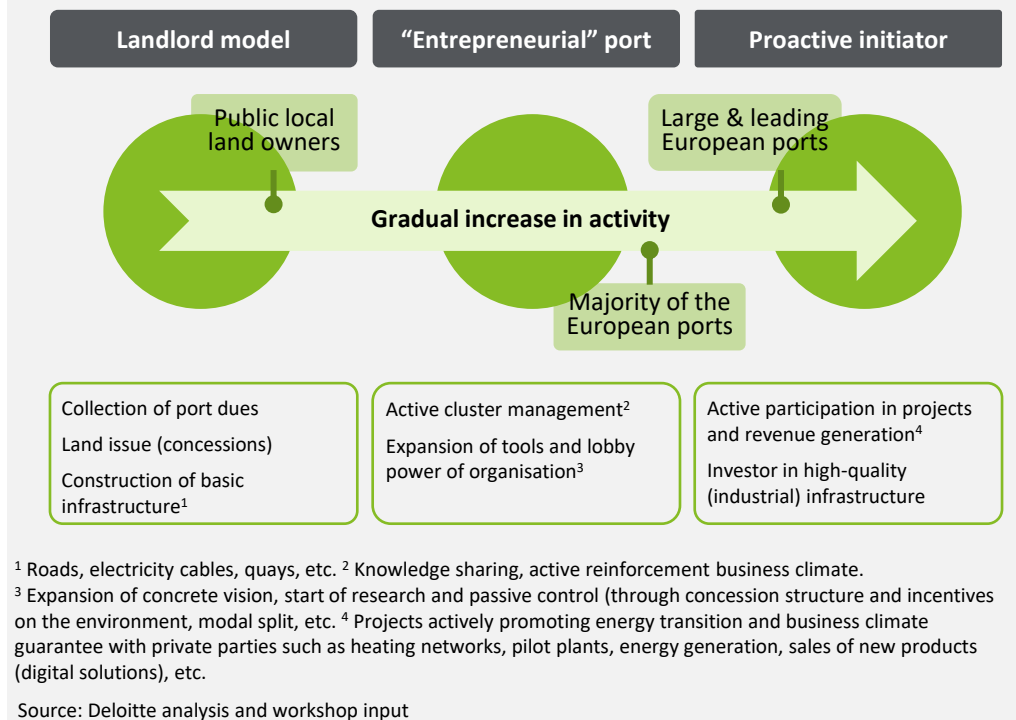 Landlord model
“Entrepreneurial” port
Proactive initiator
Public local
land owners
Large & leading
European ports
Gradual increase in activity
Majority of the
European ports
Collection of port dues
Land issue (concessions)
Construction of basic
infrastructure¹
Active cluster management²
Expansion of tools and lobby
power of organisation³
Active participation in projects
and revenue generation⁴
Investor in high-quality
(industrial) infrastructure
¹ Roads, electricity cables, quays, etc. ² Knowledge sharing, active reinforcement business climate.
³ Expansion of concrete vision, start of research and passive control (through concession structure and incentives
on the environment, modal split, etc. ⁴ Projects actively promoting energy transition and business climate
guarantee with private parties such as heating networks, pilot plants, energy generation, sales of new products
(digital solutions), etc.
Source: Deloitte analysis and workshop input